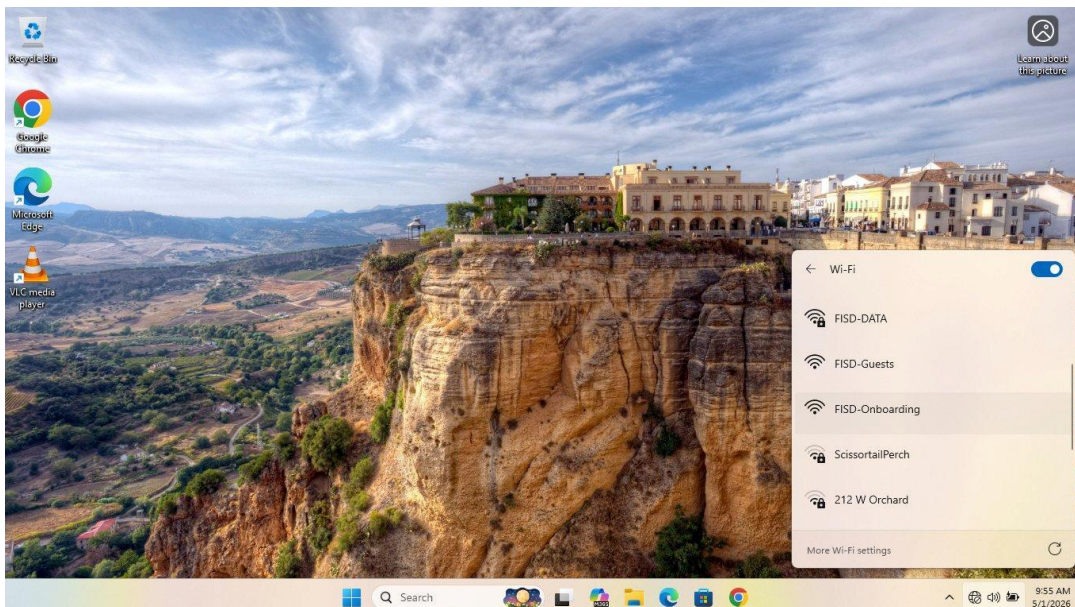 Recycle Bin
Learn about
this picture
Google
Chrome
Microsoft
Edge
VLC media
player
Wi-Fi
FISD-DATA
FISD-Guests
FISD-Onboarding
ScissortailPerch
212 W Orchard
More Wi-Fi settings
Search
9:55 AM
5/1/2026